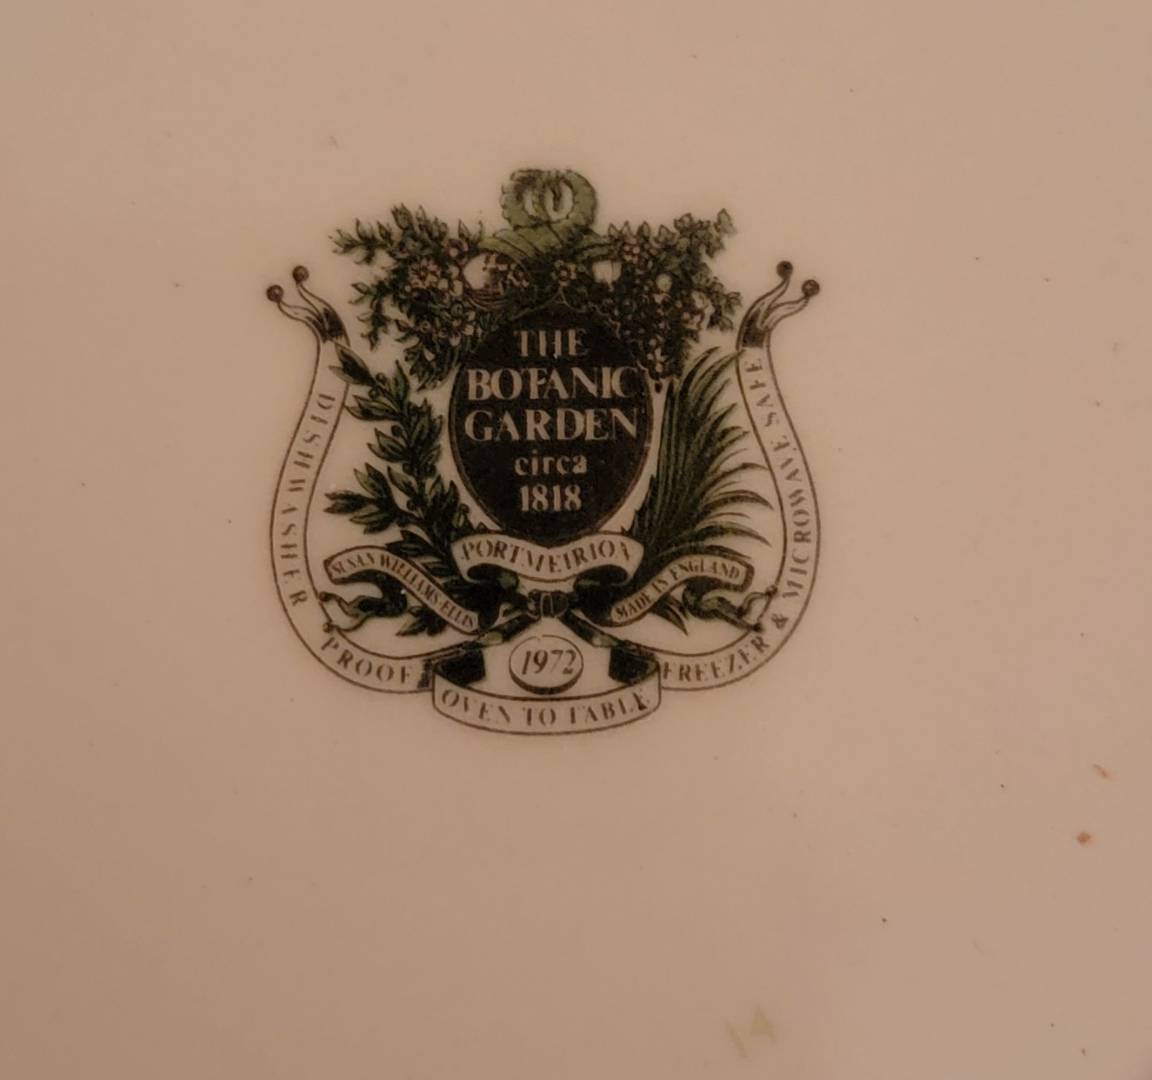 THE
BOTANIC
GARDEN
circa
1818
PORTMEIRION
SUSAN WILLIAMS-ELLIS
MADE IN ENGLAND
1972
DISHWASHER
PROOF
OVEN TO TABLE
FREEZER & MICROWAVE SAFE
14